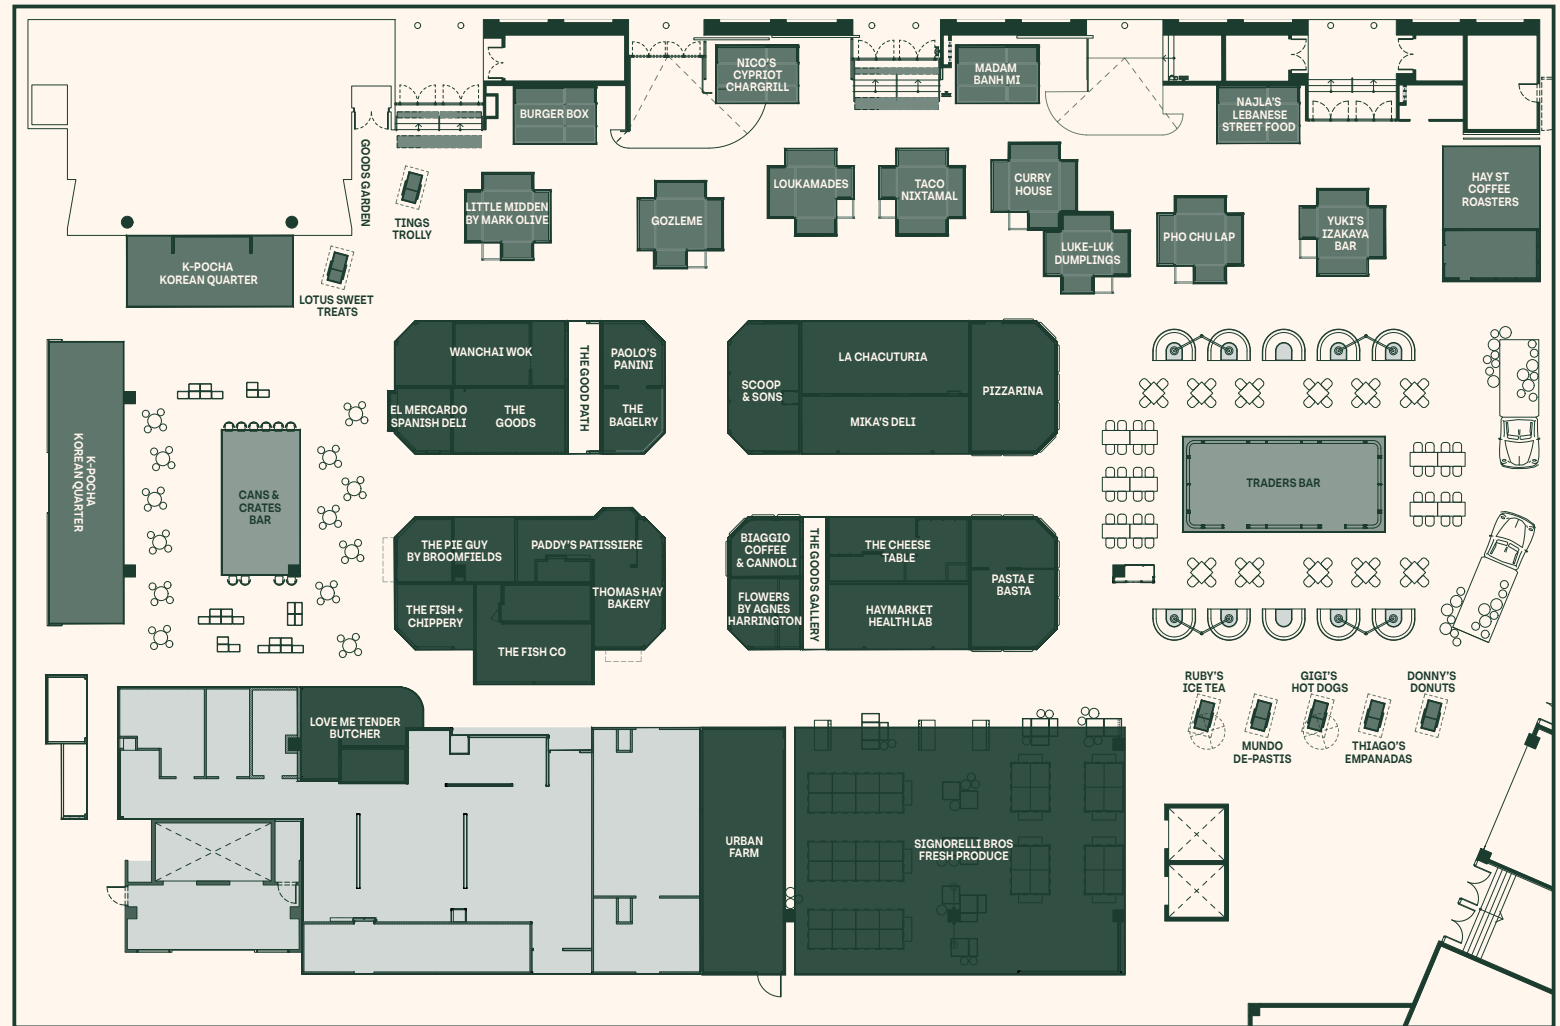 NICO'S
CYPRIOT
CHARGRILL
MADAM
BANH MI
BURGER BOX
NAJLA'S
LEBANESE
STREET FOOD
GOODS GARDEN
TINGS
TROLLY
LITTLE MIDDEN
BY MARK OLIVE
GOZLEME
LOUKAMADES
TACO
NIXTAMAL
CURRY
HOUSE
LUKE-LUK
DUMPLINGS
PHO CHU LAP
YUKI'S
IZAKAYA
BAR
HAY ST
COFFEE
ROASTERS
K-POCHA
KOREAN QUARTER
LOTUS SWEET
TREATS
WANCHAI WOK
THE GOOD PATH
PAOLO'S
PANINI
EL MERCARDO
SPANISH DELI
THE
GOODS
THE
BAGELRY
SCOOP
& SONS
LA CHACUTURIA
MIKA'S DELI
PIZZARINA
K-POCHA
KOREAN QUARTER
CANS &
CRATES
BAR
TRADERS BAR
THE PIE GUY
BY BROOMFIELDS
PADDY'S PATISSIERE
THOMAS HAY
BAKERY
THE FISH +
CHIPPERY
THE FISH CO
BIAGGIO
COFFEE
& CANNOLI
FLOWERS
BY AGNES
HARRINGTON
THE GOODS GALLERY
THE CHEESE
TABLE
HAYMARKET
HEALTH LAB
PASTA E
BASTA
RUBY'S
ICE TEA
GIGI'S
HOT DOGS
DONNY'S
DONUTS
MUNDO
DE-PASTIS
THIAGO'S
EMPANADAS
LOVE ME TENDER
BUTCHER
URBAN
FARM
SIGNORELLI BROS
FRESH PRODUCE